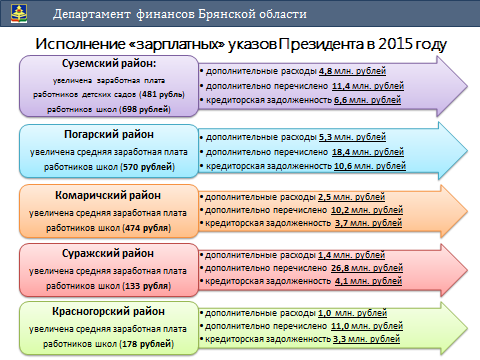 Департамент финансов Брянской области
Исполнение «зарплатных» указов Президента в 2015 году
Суземский район:
увеличена заработная плата
работников детских садов (481 рубль)
работников школ (698 рублей)
• дополнительные расходы 4,8 млн. рублей
• дополнительно перечислено 11,4 млн. рублей
• кредиторская задолженность 6,6 млн. рублей
Погарский район
увеличена средняя заработная плата
работников школ (570 рублей)
• дополнительные расходы 5,3 млн. рублей
• дополнительно перечислено 18,4 млн. рублей
• кредиторская задолженность 10,6 млн. рублей
Комаричский район
увеличена средняя заработная плата
работников школ (474 рубля)
• дополнительные расходы 2,5 млн. рублей
• дополнительно перечислено 10,2 млн. рублей
• кредиторская задолженность 3,7 млн. рублей
Суражский район
увеличена средняя заработная плата
работников школ (133 рубля)
• дополнительные расходы 1,4 млн. рублей
• дополнительно перечислено 26,8 млн. рублей
• кредиторская задолженность 4,1 млн. рублей
Красногорский район
увеличена средняя заработная плата
работников школ (178 рублей)
• дополнительные расходы 1,0 млн. рублей
• дополнительно перечислено 11,0 млн. рублей
• кредиторская задолженность 3,3 млн. рублей